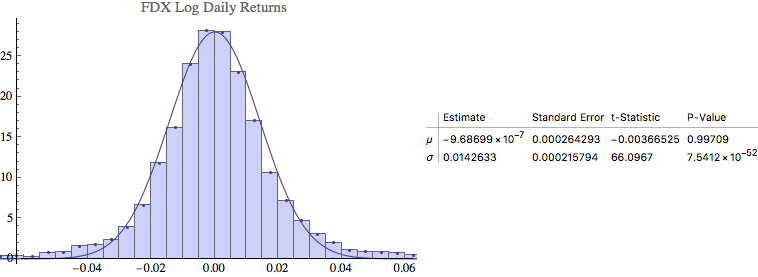 FDX Log Daily Returns
25
20
15
10
5
0
-0.04 -0.02 0.00 0.02 0.04 0.06
Estimate Standard Error t-Statistic P-Value
μ -9.68699 × 10⁻⁷ 0.000264293 -0.00366525 0.99709
σ 0.0142633 0.000215794 66.0967 7.5412 × 10⁻⁵²